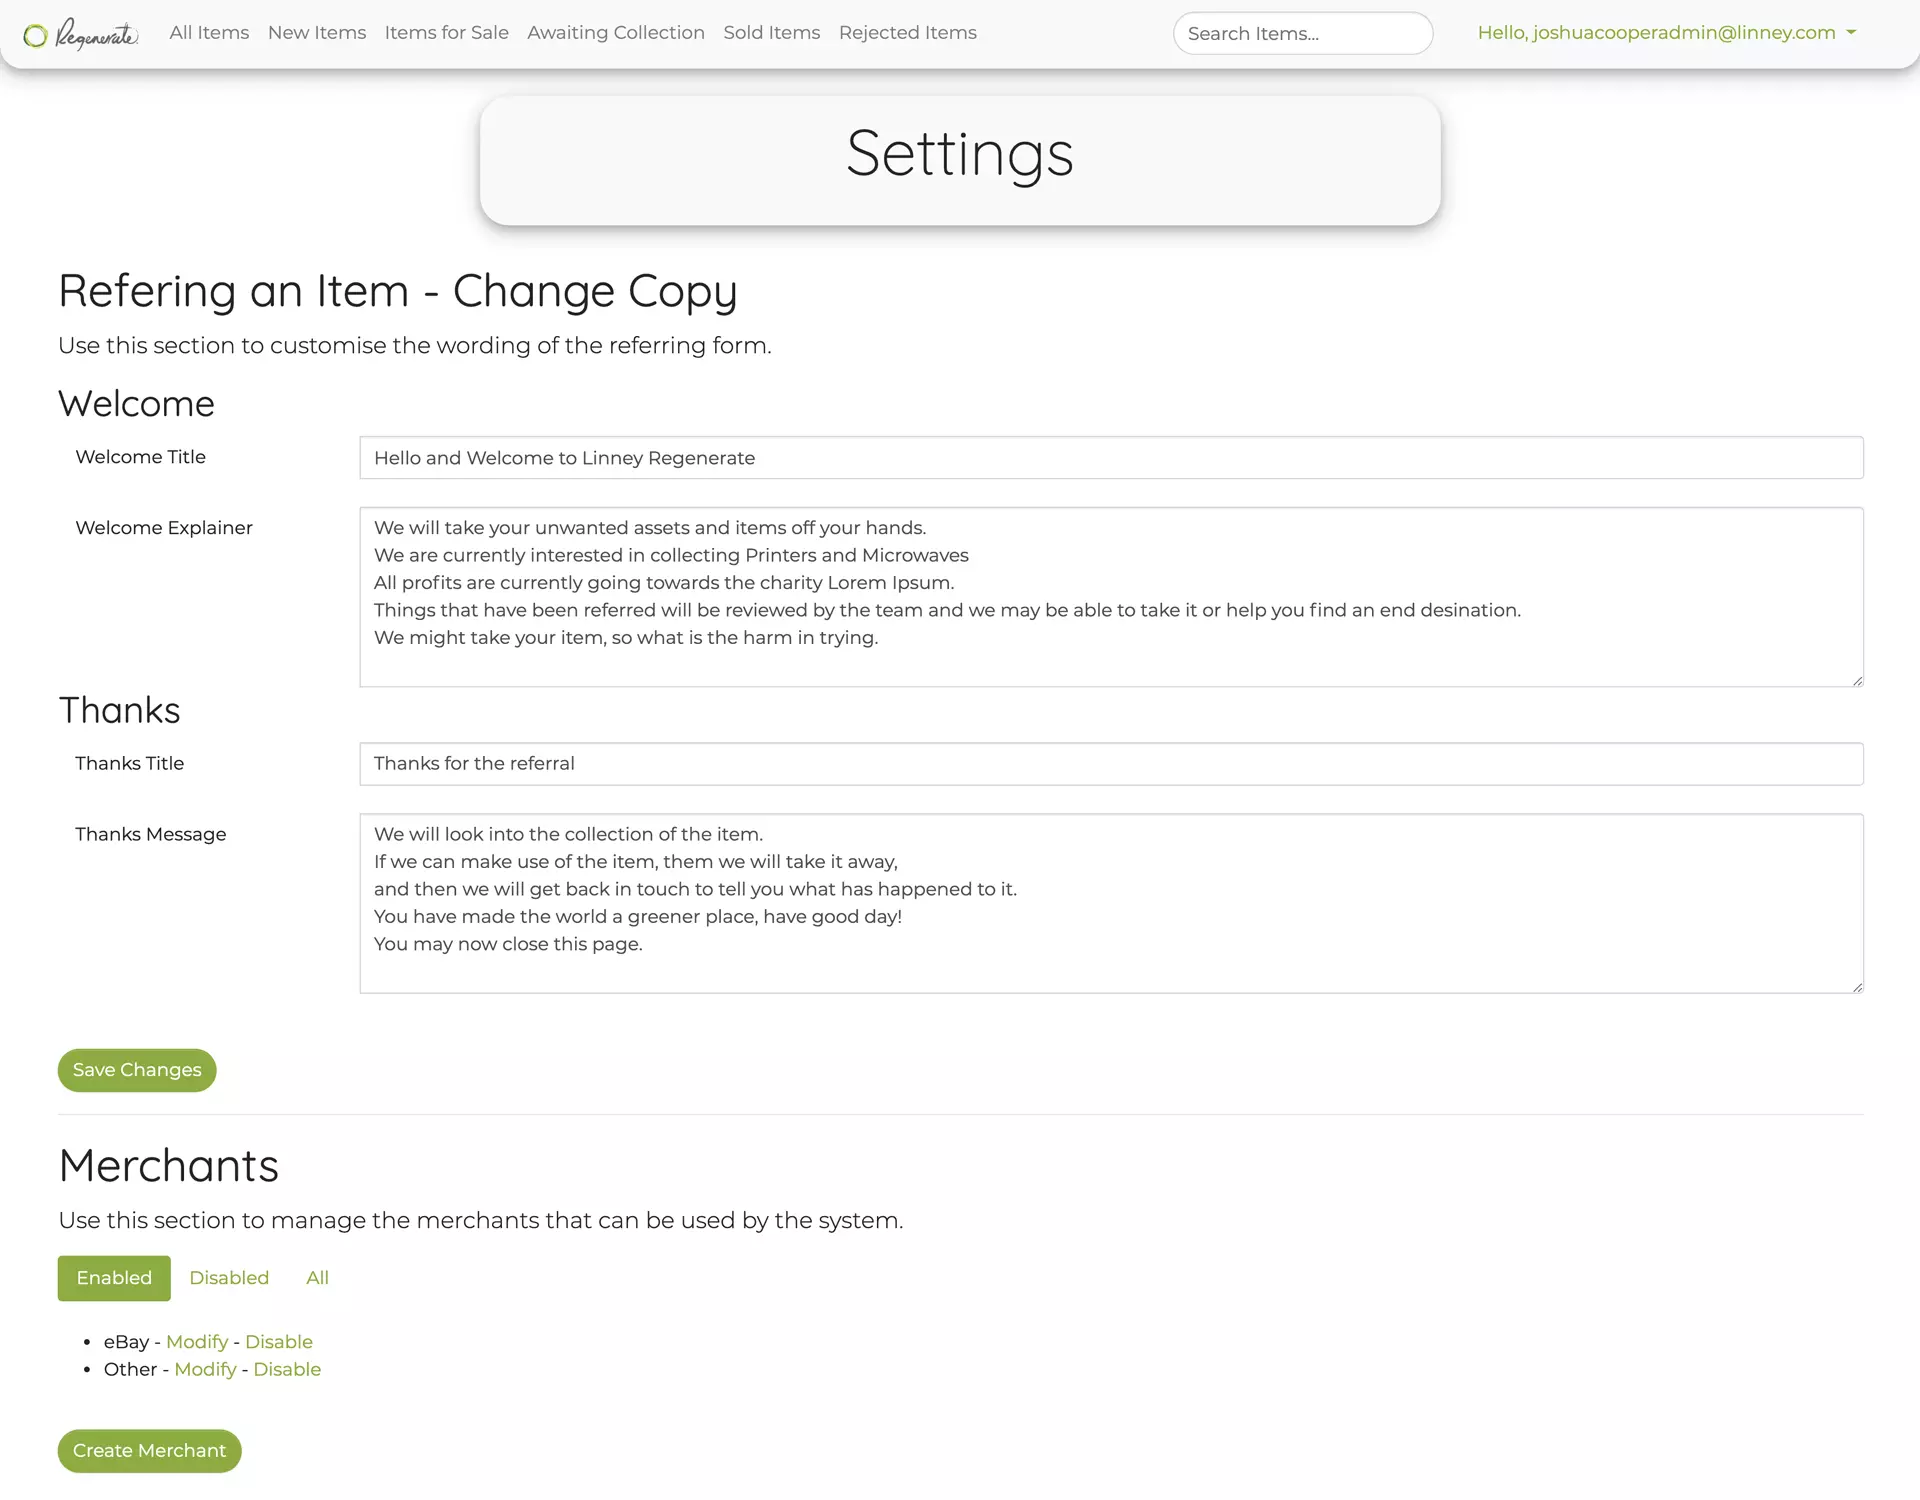 Regenerate.
All Items New Items Items for Sale Awaiting Collection Sold Items Rejected Items
Search Items...
Hello, joshuacooperadmin@linney.com
Settings
Refering an Item - Change Copy
Use this section to customise the wording of the referring form.
Welcome
Welcome Title
Hello and Welcome to Linney Regenerate
Welcome Explainer
We will take your unwanted assets and items off your hands.
We are currently interested in collecting Printers and Microwaves
All profits are currently going towards the charity Lorem Ipsum.
Things that have been referred will be reviewed by the team and we may be able to take it or help you find an end desination.
We might take your item, so what is the harm in trying.
Thanks
Thanks Title
Thanks for the referral
Thanks Message
We will look into the collection of the item.
If we can make use of the item, them we will take it away,
and then we will get back in touch to tell you what has happened to it.
You have made the world a greener place, have good day!
You may now close this page.
Save Changes
Merchants
Use this section to manage the merchants that can be used by the system.
Enabled Disabled All
• eBay - Modify - Disable
• Other - Modify - Disable
Create Merchant